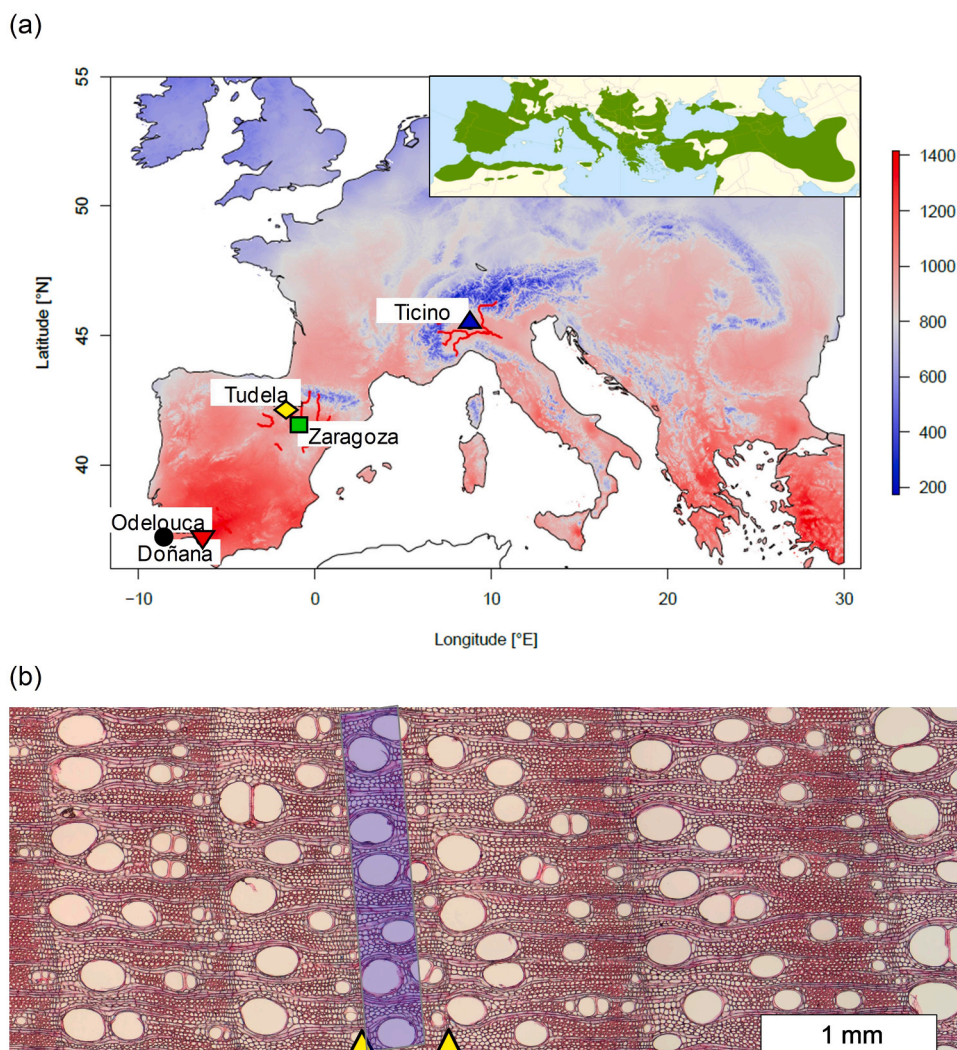 (a)
55
50
45
40
Latitude [°N]
−10
0
10
20
30
Longitude [°E]
1400
1200
1000
800
600
400
200
Ticino
Tudela
Zaragoza
Odelouca
Doñana
(b)
1 mm